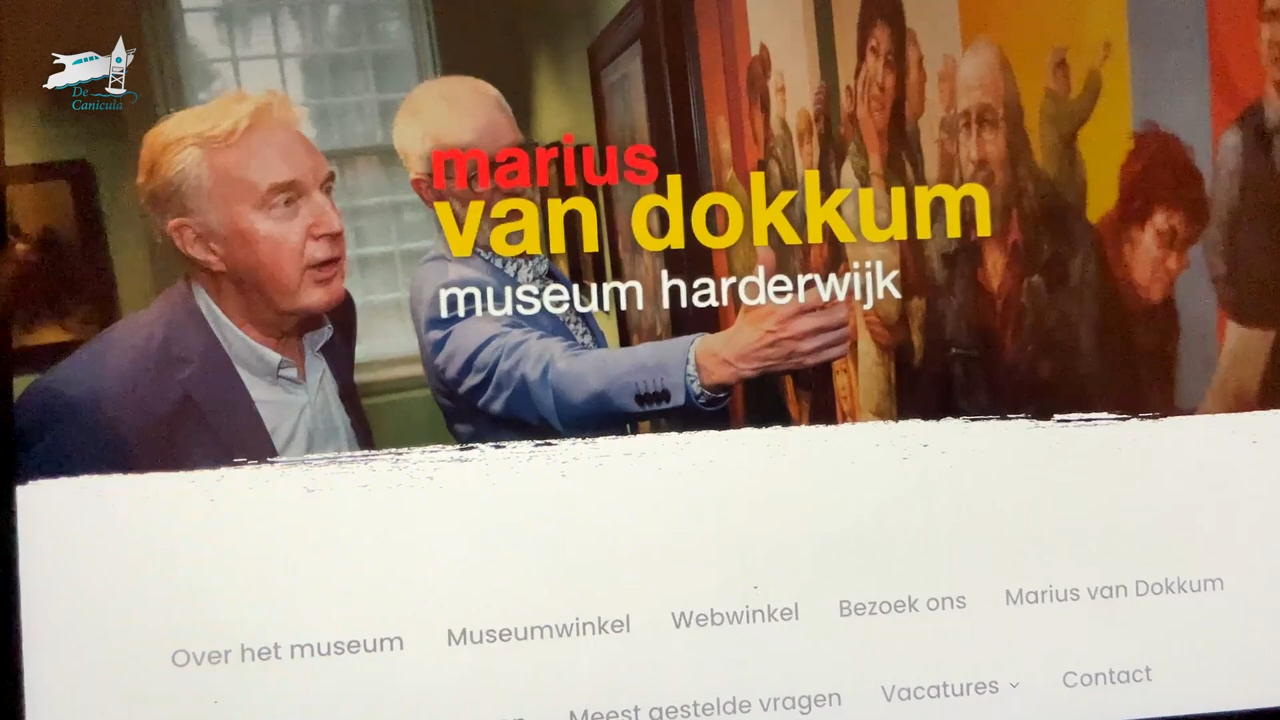 De
Canicula
marius
van dokkum
museum harderwijk
Over het museum
Museumwinkel
Webwinkel
Bezoek ons
Marius van Dokkum
Meest gestelde vragen
Vacatures
Contact